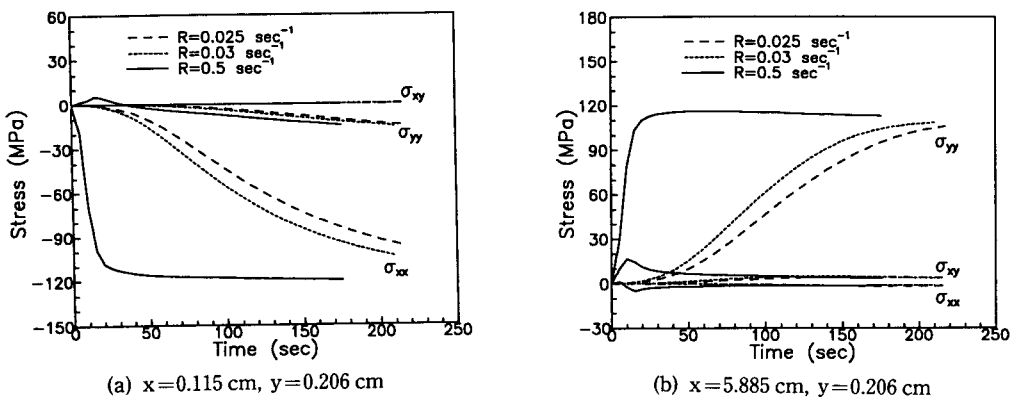 60
30
0
−30
−60
−90
−120
−150
Stress (MPa)
R=0.025 sec⁻¹
R=0.03 sec⁻¹
R=0.5 sec⁻¹
σxy
σyy
σxx
0 50 100 150 200 250
Time (sec)
(a) x=0.115 cm, y=0.206 cm
180
150
120
90
60
30
0
−30
Stress (MPa)
R=0.025 sec⁻¹
R=0.03 sec⁻¹
R=0.5 sec⁻¹
σyy
σxy
σxx
0 50 100 150 200 250
Time (sec)
(b) x=5.885 cm, y=0.206 cm